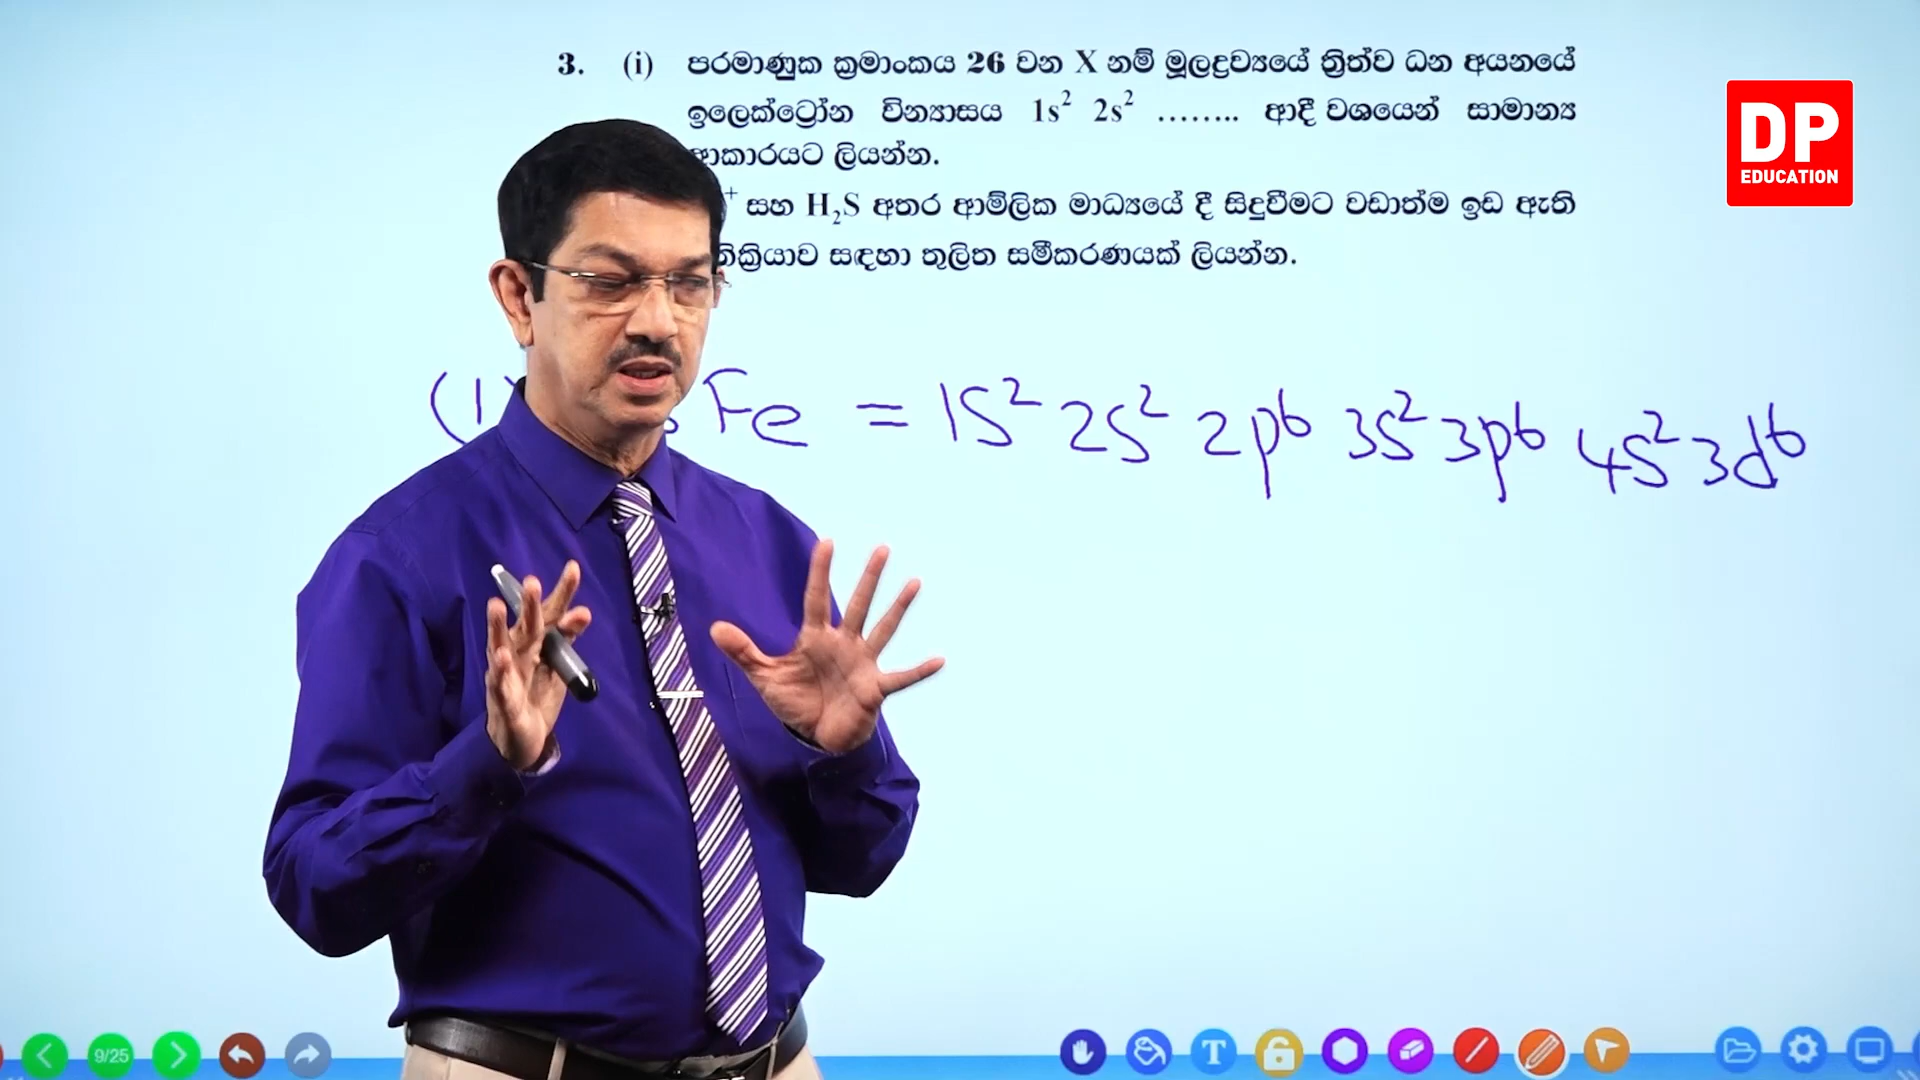 3. (i) පරමාණුක ක්‍රමාංකය 26 වන X නම් මූලද්‍රව්‍යයේ ත්‍රිත්ව ධන අයනයේ
ඉලෙක්ට්‍රෝන වින්‍යාසය 1s² 2s² ........ ආදී වශයෙන් සාමාන්‍ය
ආකාරයට ලියන්න.
⁺ සහ H₂S අතර ආම්ලික මාධ්‍යයේ දී සිදුවීමට වඩාත්ම ඉඩ ඇති
සඳහා තුලිත සමීකරණයක් ලියන්න.
DP
EDUCATION
Fe = 1s² 2s² 2p⁶ 3s² 3p⁶ 4s² 3d⁶
9/25
T